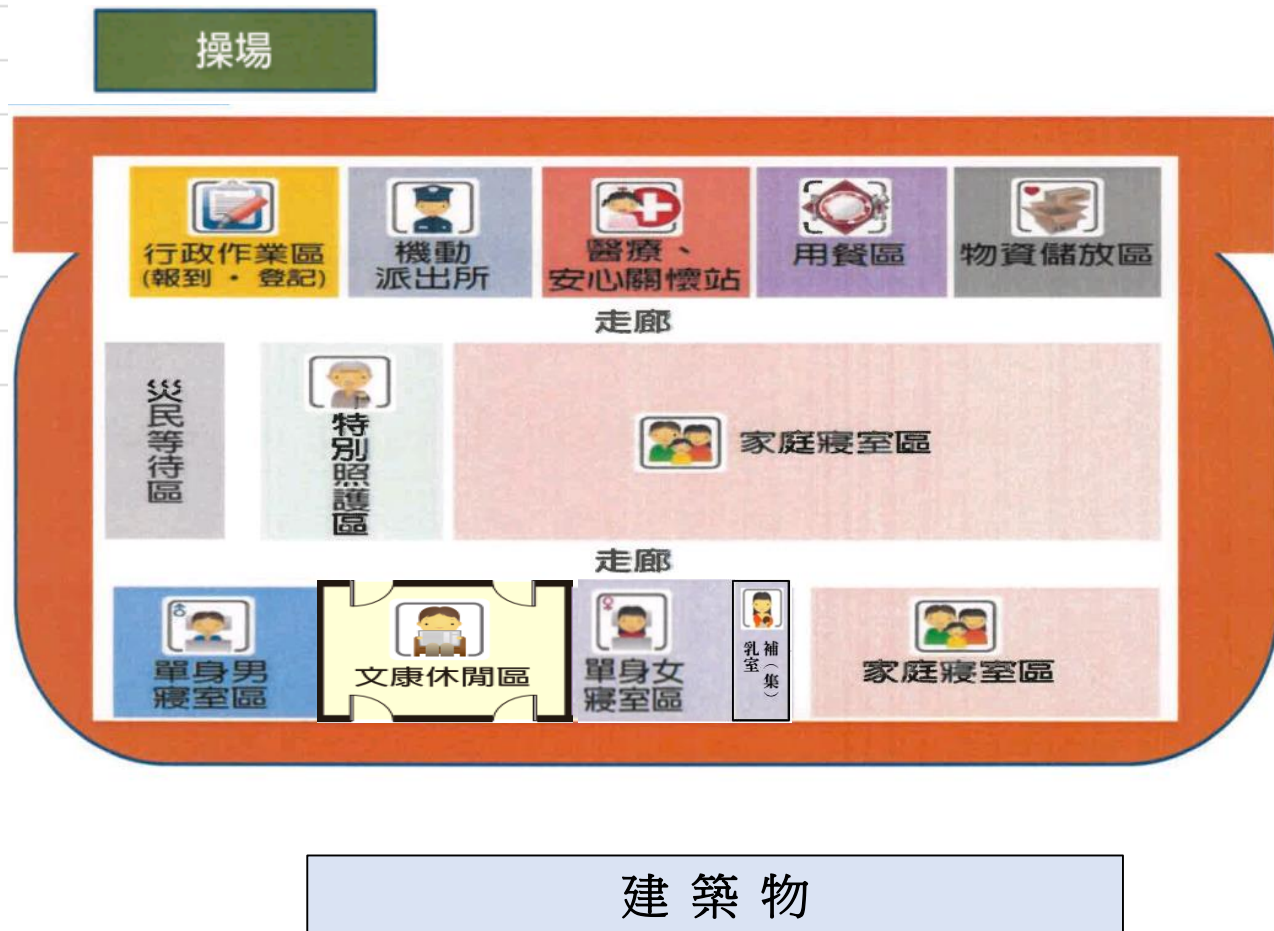 操場
行政作業區
(報到・登記)
機動
派出所
醫療、
安心關懷站
用餐區
物資儲放區
走廊
災民等待區
特別照護區
家庭寢室區
走廊
單身男
寢室區
文康休閒區
單身女
寢室區
補（集）
乳室
家庭寢室區
建築物